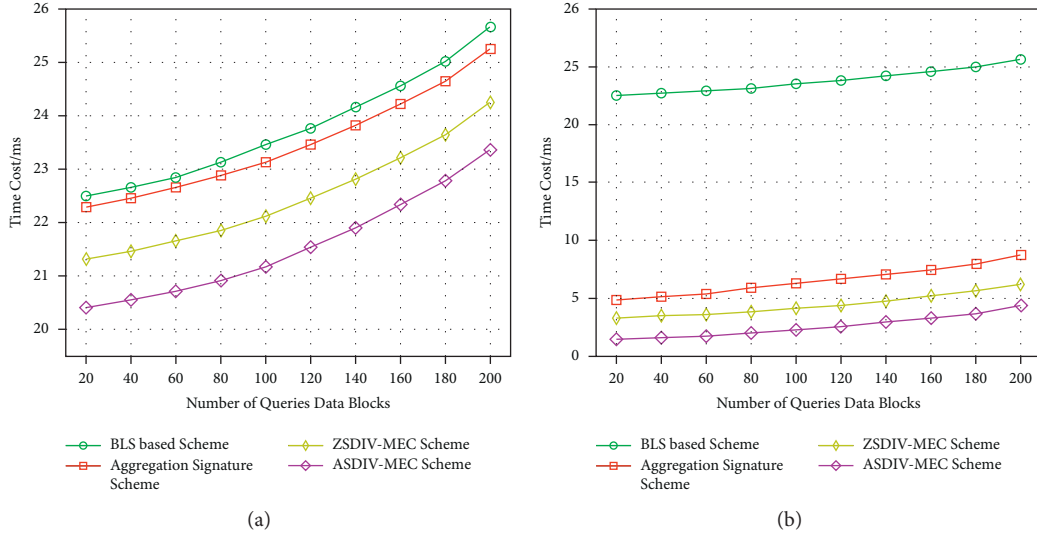 26
25
24
23
22
21
20
Time Cost/ms
20 40 60 80 100 120 140 160 180 200
Number of Queries Data Blocks
BLS based Scheme
Aggregation Signature
Scheme
ZSDIV-MEC Scheme
ASDIV-MEC Scheme
(a)
26
25
20
15
10
5
0
Time Cost/ms
20 40 60 80 100 120 140 160 180 200
Number of Queries Data Blocks
BLS based Scheme
Aggregation Signature
Scheme
ZSDIV-MEC Scheme
ASDIV-MEC Scheme
(b)